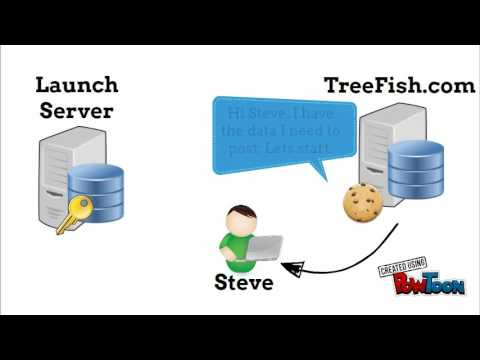 Launch
Server
TreeFish.com
Hi Steve. I have
the data I need to
post. Lets start.
Steve
CREATED USING
POWTOON